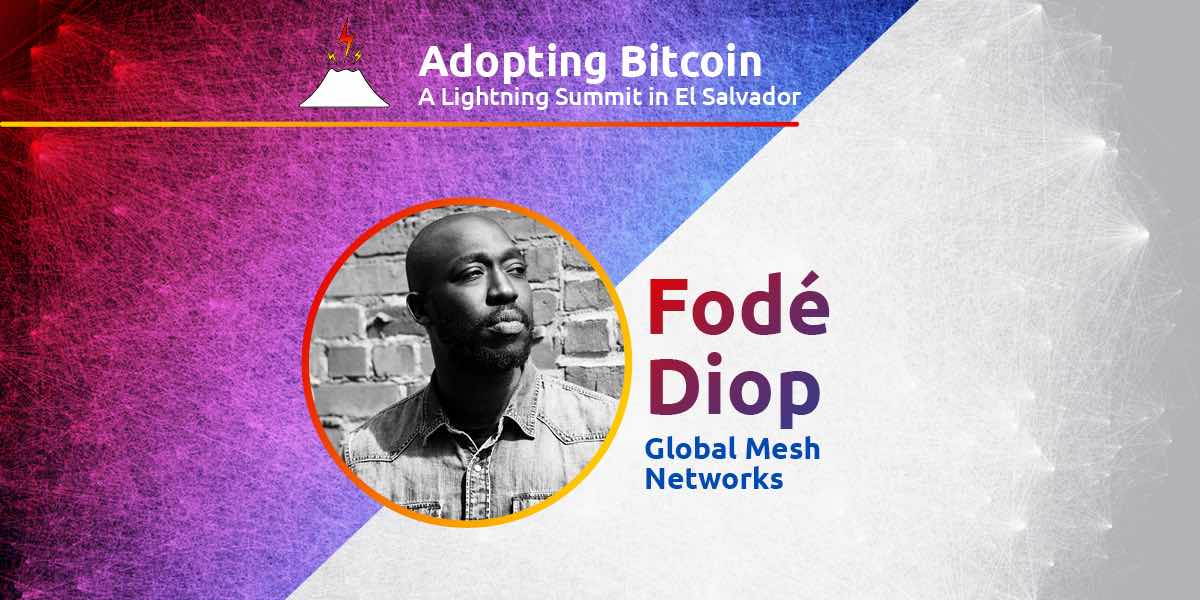 Adopting Bitcoin
A Lightning Summit in El Salvador
Fodé
Diop
Global Mesh
Networks